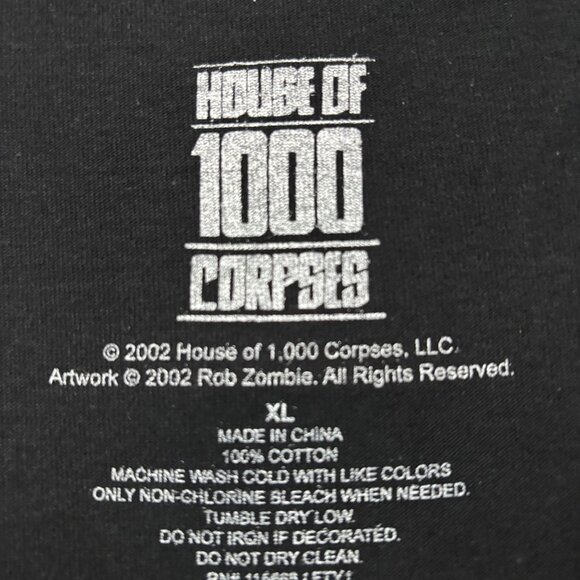 HOUSE OF
1000
CORPSES
© 2002 House of 1,000 Corpses, LLC.
Artwork © 2002 Rob Zombie. All Rights Reserved.
XL
MADE IN CHINA
100% COTTON
MACHINE WASH COLD WITH LIKE COLORS
ONLY NON-CHLORINE BLEACH WHEN NEEDED.
TUMBLE DRY LOW.
DO NOT IRON IF DECORATED.
DO NOT DRY CLEAN.
RN#